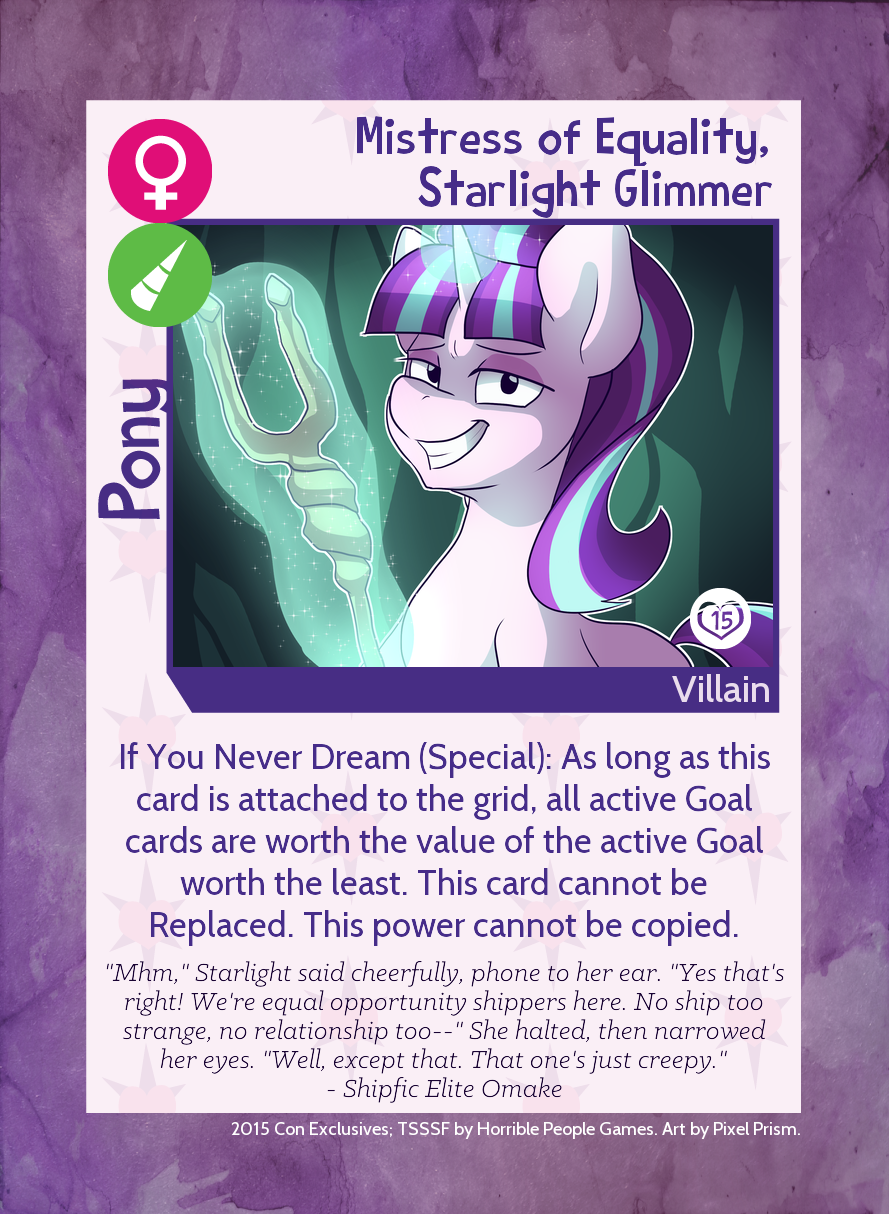 Mistress of Equality,
Starlight Glimmer
Pony
15
Villain
If You Never Dream (Special): As long as this
card is attached to the grid, all active Goal
cards are worth the value of the active Goal
worth the least. This card cannot be
Replaced. This power cannot be copied.
"Mhm," Starlight said cheerfully, phone to her ear. "Yes that's
right! We're equal opportunity shippers here. No ship too
strange, no relationship too--" She halted, then narrowed
her eyes. "Well, except that. That one's just creepy."
- Shipfic Elite Omake
2015 Con Exclusives; TSSSF by Horrible People Games. Art by Pixel Prism.